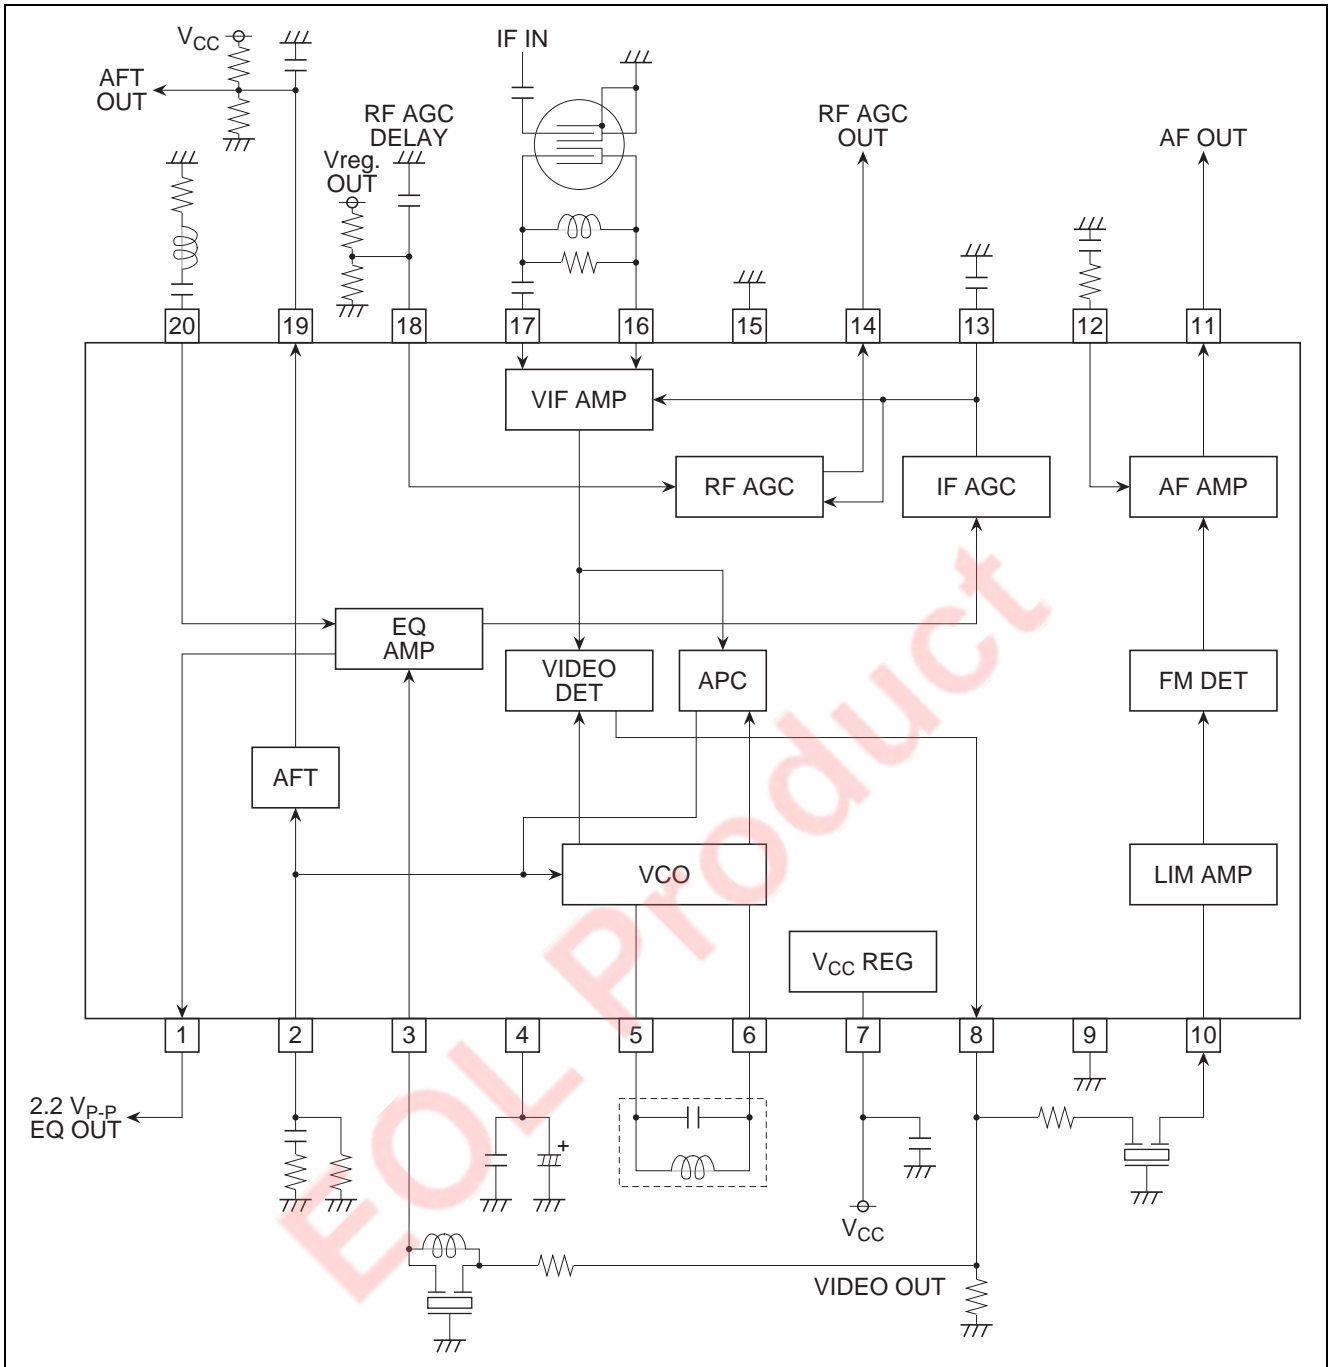 VCC
IF IN
AFT
OUT
RF AGC
DELAY
RF AGC
OUT
AF OUT
Vreg.
OUT
20 19 18 17 16 15 14 13 12 11
VIF AMP
RF AGC
IF AGC
AF AMP
EQ
AMP
VIDEO
DET
APC
FM DET
AFT
VCO
LIM AMP
VCC REG
1 2 3 4 5 6 7 8 9 10
2.2 VP-P
EQ OUT
+
VCC
VIDEO OUT
EOL Product